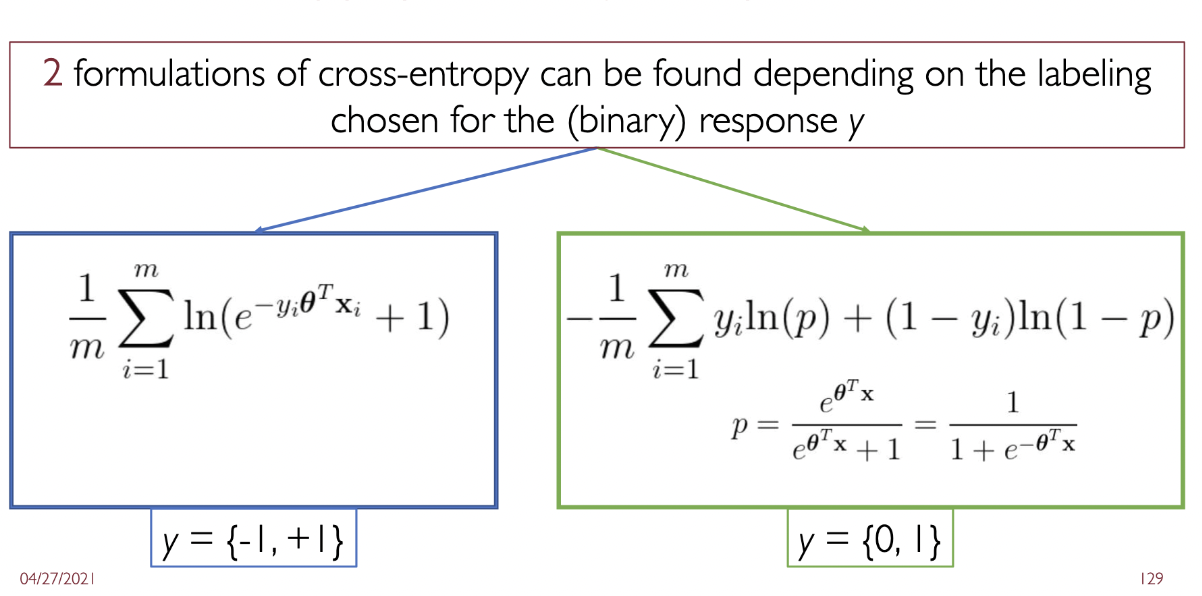 2 formulations of cross-entropy can be found depending on the labeling
chosen for the (binary) response y
$\frac{1}{m} \sum_{i=1}^{m} \ln(e^{-y_i \boldsymbol{\theta}^T \mathbf{x}_i} + 1)$
$-\frac{1}{m} \sum_{i=1}^{m} y_i \ln(p) + (1 - y_i) \ln(1 - p)$
$p = \frac{e^{\boldsymbol{\theta}^T \mathbf{x}}}{e^{\boldsymbol{\theta}^T \mathbf{x}} + 1} = \frac{1}{1 + e^{-\boldsymbol{\theta}^T \mathbf{x}}}$
y = {-1, +1}
y = {0, 1}
04/27/2021
129